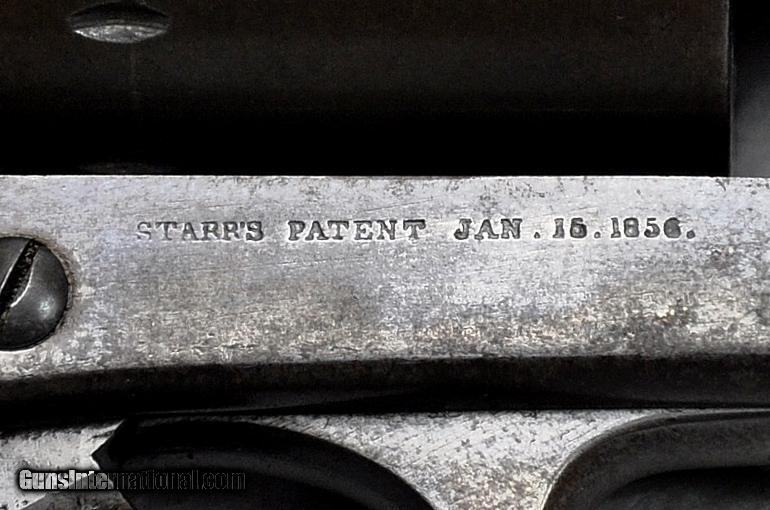 STARR'S PATENT JAN. 15. 1856.
GunsInternational.com